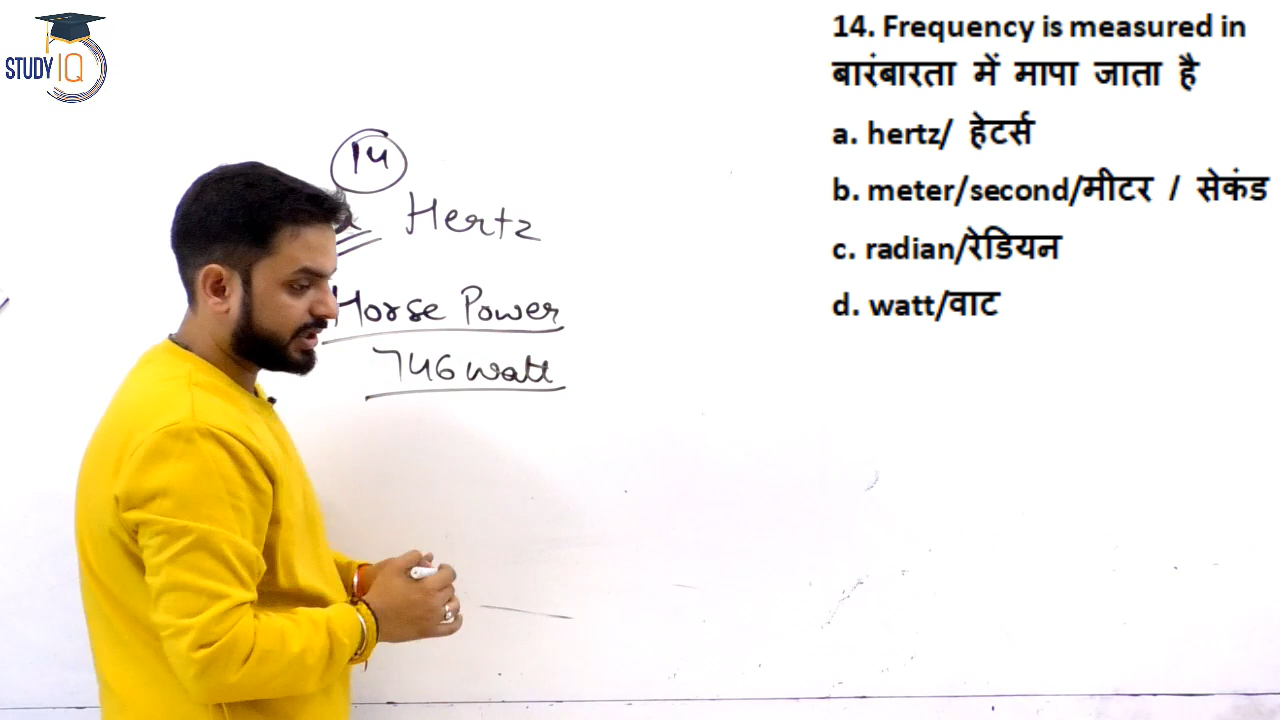 STUDY IQ
14
Hertz
Horse Power
746 watt
14. Frequency is measured in
बारंबारता में मापा जाता है
a. hertz/ हेटर्स
b. meter/second/मीटर / सेकंड
c. radian/रेडियन
d. watt/वाट